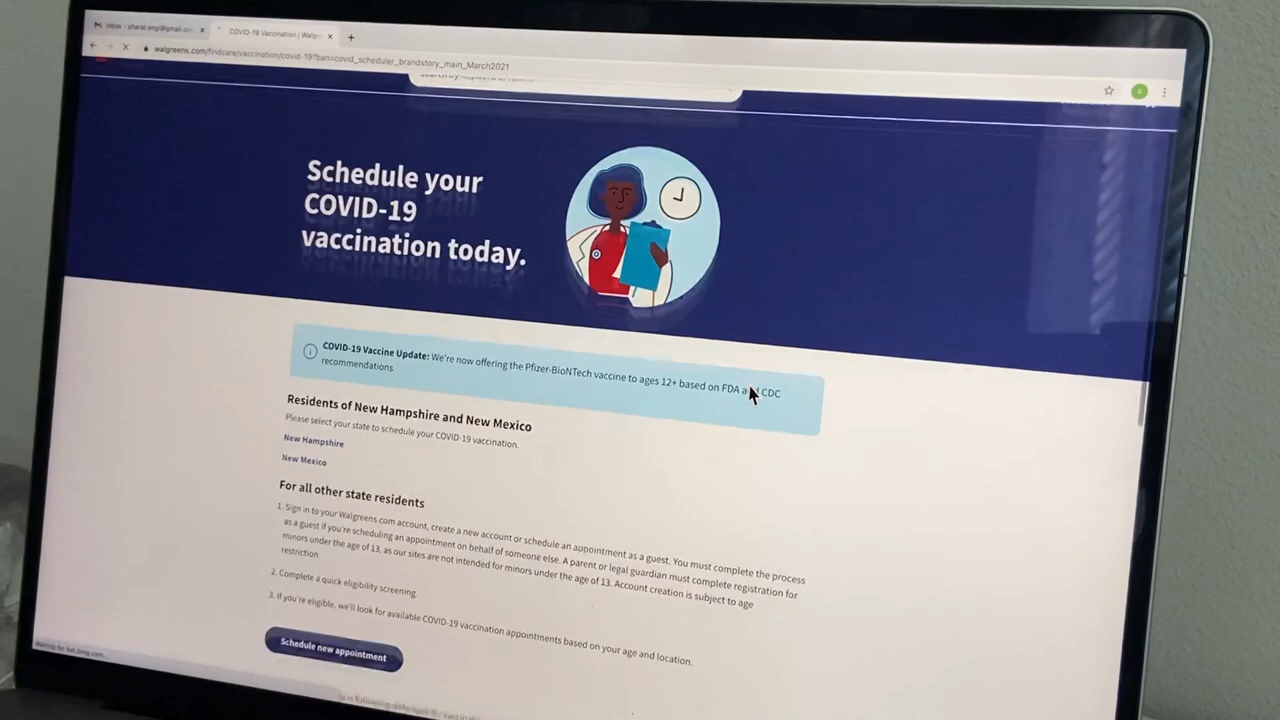 COVID-19 Vaccination | Walgr
walgreens.com/findcare/vaccination/covid-19?ban=covid_scheduler_brandstory_main_March2021
Schedule your
COVID-19
vaccination today.
COVID-19 Vaccine Update: We're now offering the Pfizer-BioNTech vaccine to ages 12+ based on FDA CDC
recommendations.
Residents of New Hampshire and New Mexico
Please select your state to schedule your COVID-19 vaccination.
New Hampshire
New Mexico
For all other state residents
1. Sign in to your Walgreens.com account, create a new account or schedule an appointment as a guest. You must complete the process
as a guest if you're scheduling an appointment on behalf of someone else. A parent or legal guardian must complete registration for
minors under the age of 13, as our sites are not intended for minors under the age of 13. Account creation is subject to age
restriction.
2. Complete a quick eligibility screening.
3. If you're eligible, we'll look for available COVID-19 vaccination appointments based on your age and location.
Schedule new appointment
Waiting for bat.bing.com...